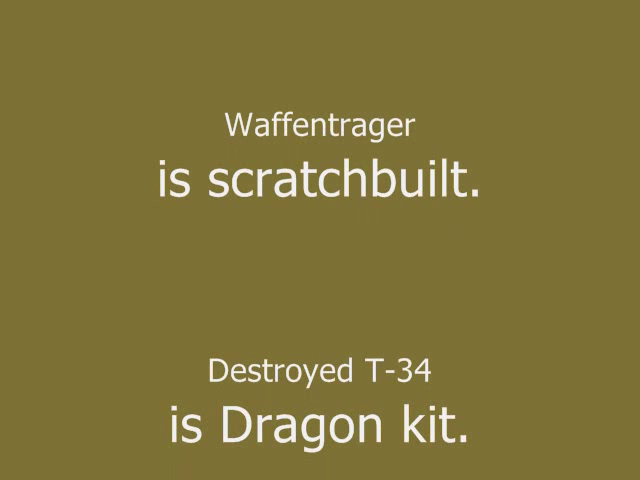 Waffentrager
is scratchbuilt.
Destroyed T-34
is Dragon kit.